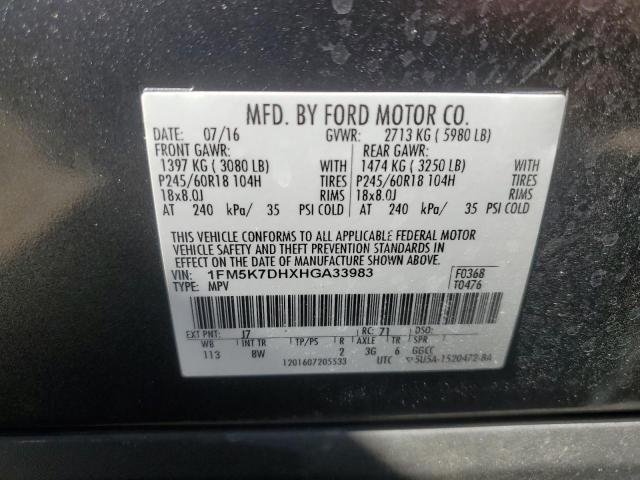 MFD. BY FORD MOTOR CO.
DATE: 07/16 GVWR: 2713 KG ( 5980 LB)
FRONT GAWR: REAR GAWR:
1397 KG ( 3080 LB) WITH 1474 KG ( 3250 LB) WITH
P245/60R18 104H TIRES P245/60R18 104H TIRES
18x8.0J RIMS 18x8.0J RIMS
AT 240 kPa/ 35 PSI COLD AT 240 kPa/ 35 PSI COLD
THIS VEHICLE CONFORMS TO ALL APPLICABLE FEDERAL MOTOR
VEHICLE SAFETY AND THEFT PREVENTION STANDARDS IN
EFFECT ON THE DATE OF MANUFACTURE SHOWN ABOVE.
VIN: 1FM5K7DHXHGA33983 F0368
TYPE: MPV T0476
EXT PNT: J7 RC: 71 DSO:
WB INT TR TP/PS R AXLE TR SPR
113 8W 2 3G 6 GGCC
1201607205533 UTC 5U5A-1520472-BA